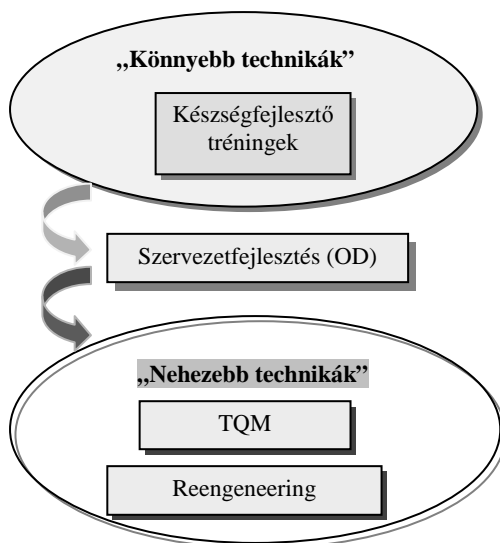 „Könnyebb technikák”
Készségfejlesztő
tréningek
Szervezetfejlesztés (OD)
„Nehezebb technikák”
TQM
Reengeneering